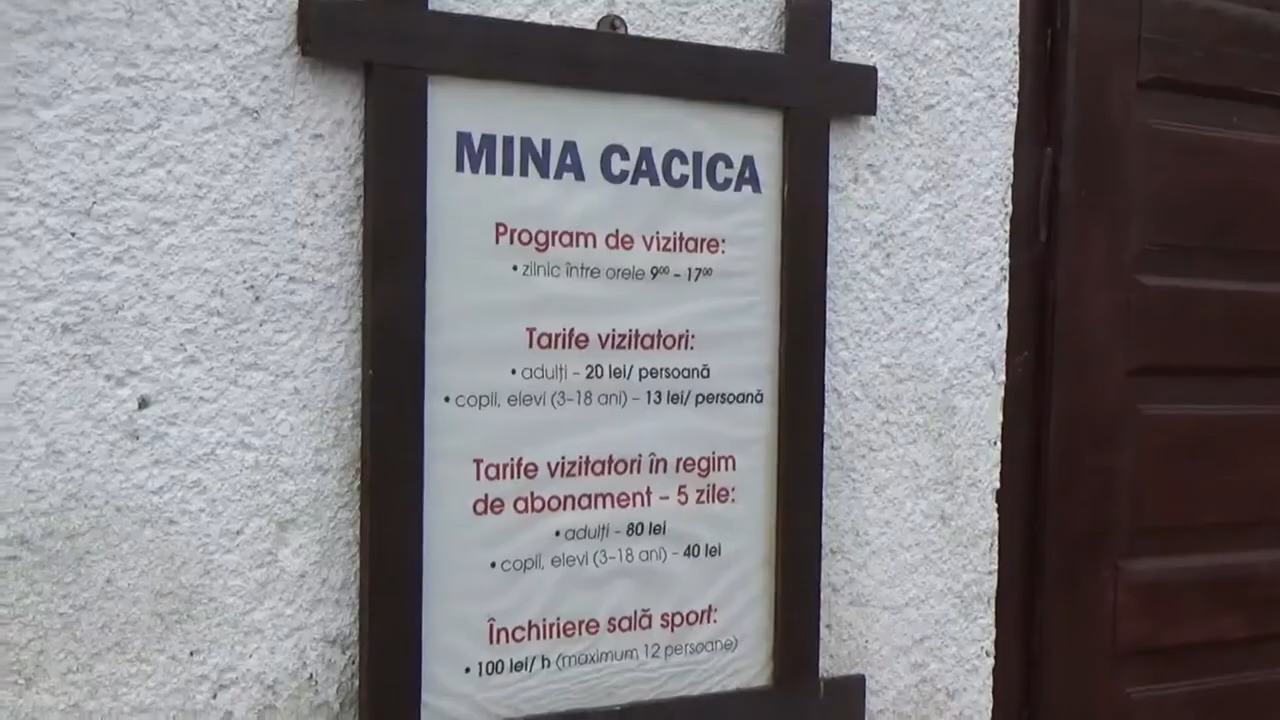 MINA CACICA
Program de vizitare:
• zilnic între orele 9⁰⁰ – 17⁰⁰
Tarife vizitatori:
• adulți – 20 lei/ persoană
• copii, elevi (3–18 ani) – 13 lei/ persoană
Tarife vizitatori în regim
de abonament – 5 zile:
• adulți – 80 lei
• copii, elevi (3–18 ani) – 40 lei
Închiriere sală sport:
• 100 lei/ h (maximum 12 persoane)